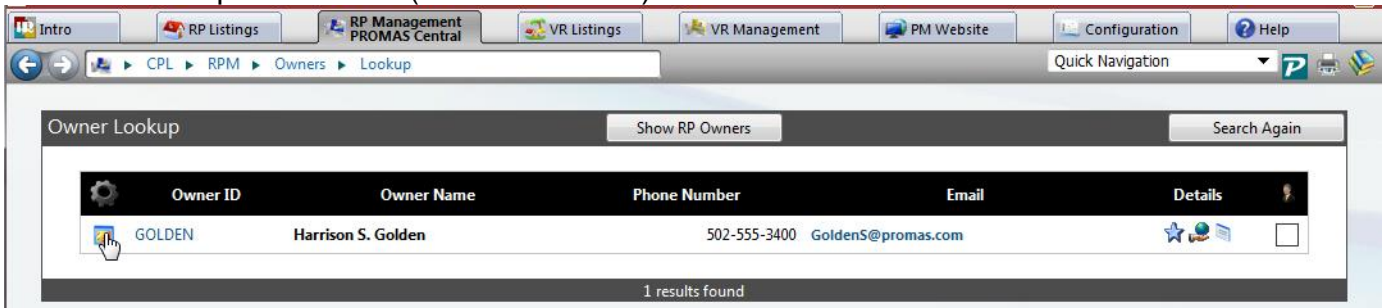 Intro RP Listings RP Management PROMAS Central VR Listings VR Management PM Website Configuration Help
CPL RPM Owners Lookup Quick Navigation P
Owner Lookup Show RP Owners Search Again
Owner ID Owner Name Phone Number Email Details
GOLDEN Harrison S. Golden 502-555-3400 GoldenS@promas.com
1 results found